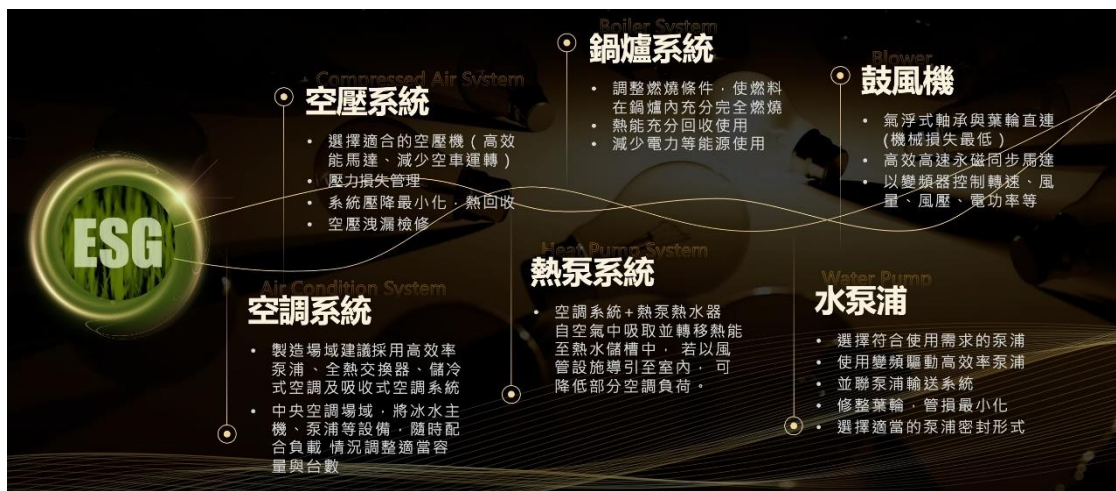 ESG
Compressed Air System
空壓系統
• 選擇適合的空壓機(高效
能馬達、減少空車運轉)
• 壓力損失管理
• 系統壓降最小化,熱回收
• 空壓洩漏檢修
Boiler System
鍋爐系統
• 調整燃燒條件,使燃料
在鍋爐內充分完全燃燒
• 熱能充分回收使用
• 減少電力等能源使用
Blower
鼓風機
• 氣浮式軸承與葉輪直連
(機械損失最低)
• 高效高速永磁同步馬達
• 以變頻器控制轉速、風
量、風壓、電功率等
Air Condition System
空調系統
• 製造場域建議採用高效率
泵浦、全熱交換器、儲冷
式空調及吸收式空調系統
• 中央空調場域,將冰水主
機、泵浦等設備,隨時配
合負載 情況調整適當容
量與台數
Heat Pump System
熱泵系統
• 空調系統+熱泵熱水器
自空氣中吸取並轉移熱能
至熱水儲槽中, 若以風
管設施導引至室內, 可
降低部分空調負荷。
Water Pump
水泵浦
• 選擇符合使用需求的泵浦
• 使用變頻驅動高效率泵浦
• 並聯泵浦輸送系統
• 修整葉輪,管損最小化
• 選擇適當的泵浦密封形式